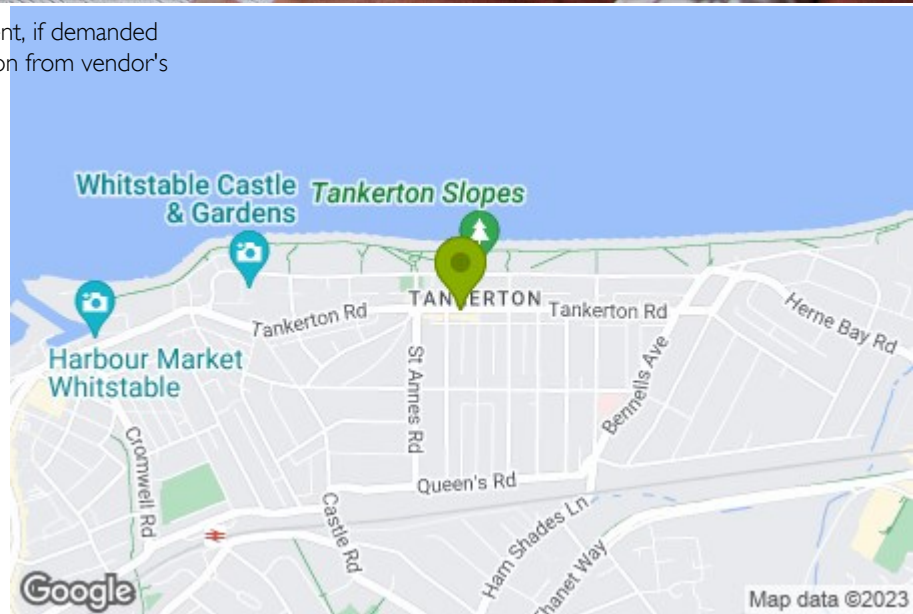 nt, if demanded
on from vendor's
Whitstable Castle
& Gardens
Tankerton Slopes
TANKERTON
Tankerton Rd
Tankerton Rd
Herne Bay Rd
Harbour Market
Whitstable
St Annes Rd
Bennells Ave
Cromwell Rd
Queen's Rd
Castle Rd
Ham Shades Ln
Thanet Way
Google
Map data ©2023